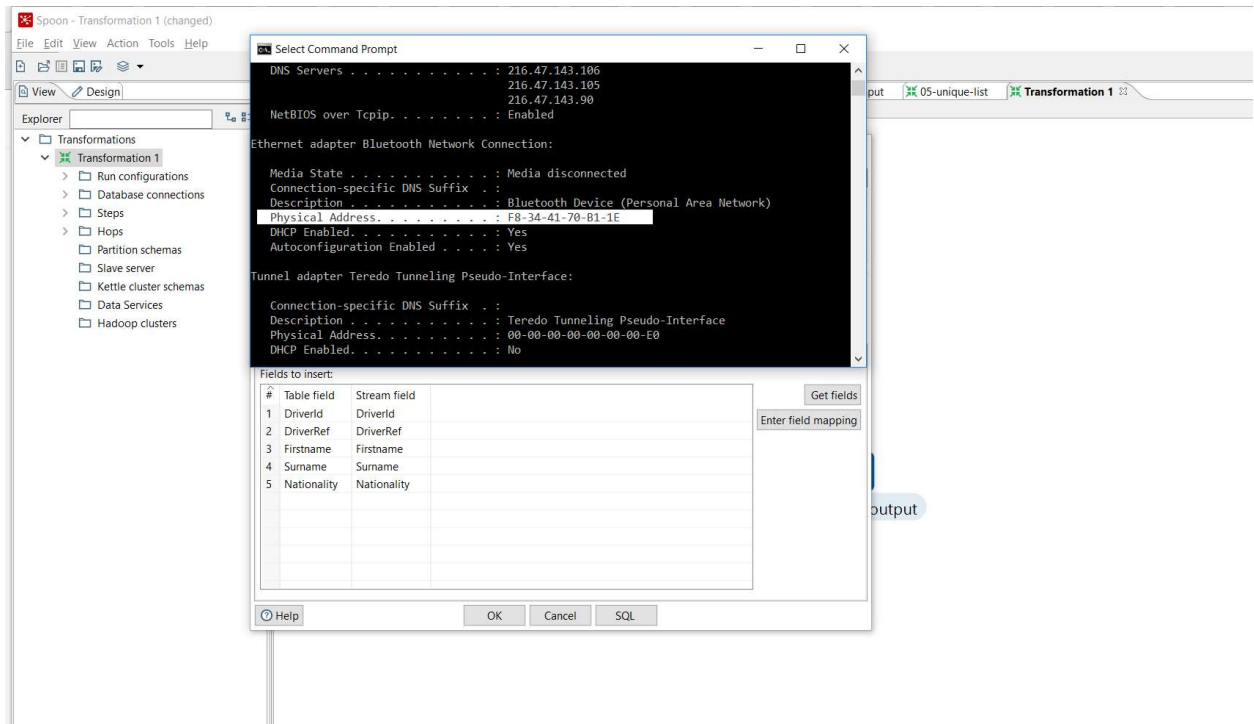 Spoon - Transformation 1 (changed)
File Edit View Action Tools Help
View Design
put 05-unique-list Transformation 1
Explorer
Transformations
Transformation 1
Run configurations
Database connections
Steps
Hops
Partition schemas
Slave server
Kettle cluster schemas
Data Services
Hadoop clusters
Select Command Prompt
DNS Servers . . . . . . . . . . . : 216.47.143.106
216.47.143.105
216.47.143.90
NetBIOS over Tcpip. . . . . . . . : Enabled
Ethernet adapter Bluetooth Network Connection:
Media State . . . . . . . . . . . : Media disconnected
Connection-specific DNS Suffix . :
Description . . . . . . . . . . . : Bluetooth Device (Personal Area Network)
Physical Address. . . . . . . . . : F8-34-41-70-B1-1E
DHCP Enabled. . . . . . . . . . . : Yes
Autoconfiguration Enabled . . . . : Yes
Tunnel adapter Teredo Tunneling Pseudo-Interface:
Connection-specific DNS Suffix . :
Description . . . . . . . . . . . : Teredo Tunneling Pseudo-Interface
Physical Address. . . . . . . . . : 00-00-00-00-00-00-00-E0
DHCP Enabled. . . . . . . . . . . : No
Fields to insert:
# Table field Stream field
1 DriverId DriverId
2 DriverRef DriverRef
3 Firstname Firstname
4 Surname Surname
5 Nationality Nationality
Get fields
Enter field mapping
output
Help OK Cancel SQL